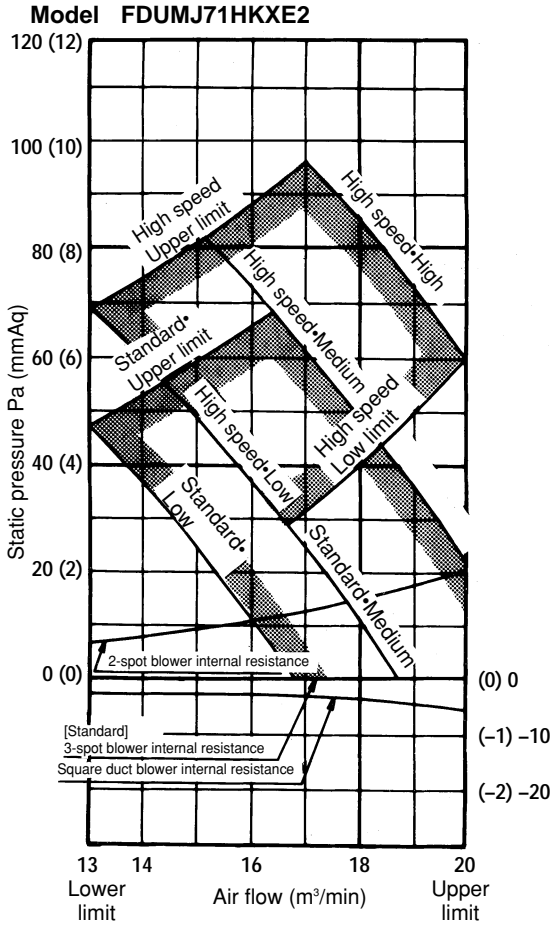 Model FDUMJ71HKXE2
120 (12)
100 (10)
80 (8)
60 (6)
40 (4)
20 (2)
0 (0)
Static pressure Pa (mmAq)
High speed
Upper limit
High speed•High
High speed•Medium
Standard•
Upper limit
High speed•Low
High speed
Low limit
Standard•
Low
Standard•Medium
2-spot blower internal resistance
[Standard]
3-spot blower internal resistance
Square duct blower internal resistance
(0) 0
(−1) −10
(−2) −20
13
14
16
18
20
Lower
limit
Air flow (m³/min)
Upper
limit